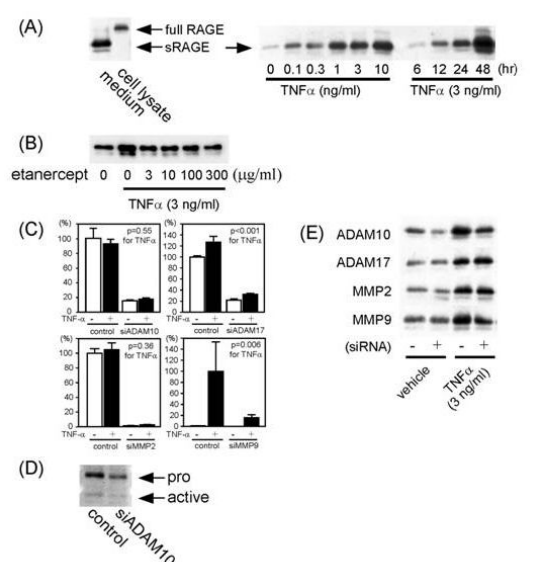 (A)
full RAGE
sRAGE
medium
cell lysate
0 0.1 0.3 1 3 10
TNFα (ng/ml)
6 12 24 48 (hr)
TNFα (3 ng/ml)
(B)
etanercept 0 0 3 10 100 300 (μg/ml)
TNFα (3 ng/ml)
(C)
(%)
100
80
60
40
20
0
p=0.55
for TNFα
TNF-α - + - +
control siADAM10
(%)
140
120
100
80
60
40
20
0
p<0.001
for TNFα
TNF-α - + - +
control siADAM17
(%)
100
80
60
40
20
0
p=0.36
for TNFα
TNF-α - + - +
control siMMP2
(%)
140
120
100
80
60
40
20
0
p=0.006
for TNFα
TNF-α - + - +
control siMMP9
(D)
pro
active
control
siADAM10
(E)
ADAM10
ADAM17
MMP2
MMP9
(siRNA) - + - +
vehicle
TNFα
(3 ng/ml)